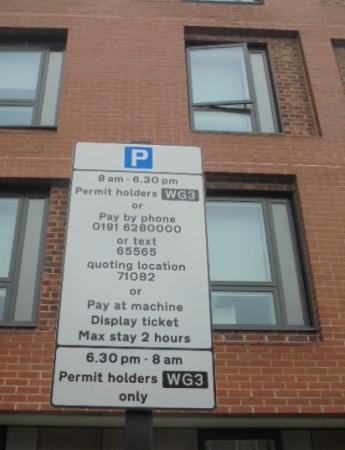 P
8 am - 6.30 pm
Permit holders WG3
or
Pay by phone
0191 6280000
or text
65565
quoting location
71082
or
Pay at machine
Display ticket
Max stay 2 hours
6.30 pm - 8 am
Permit holders WG3
only